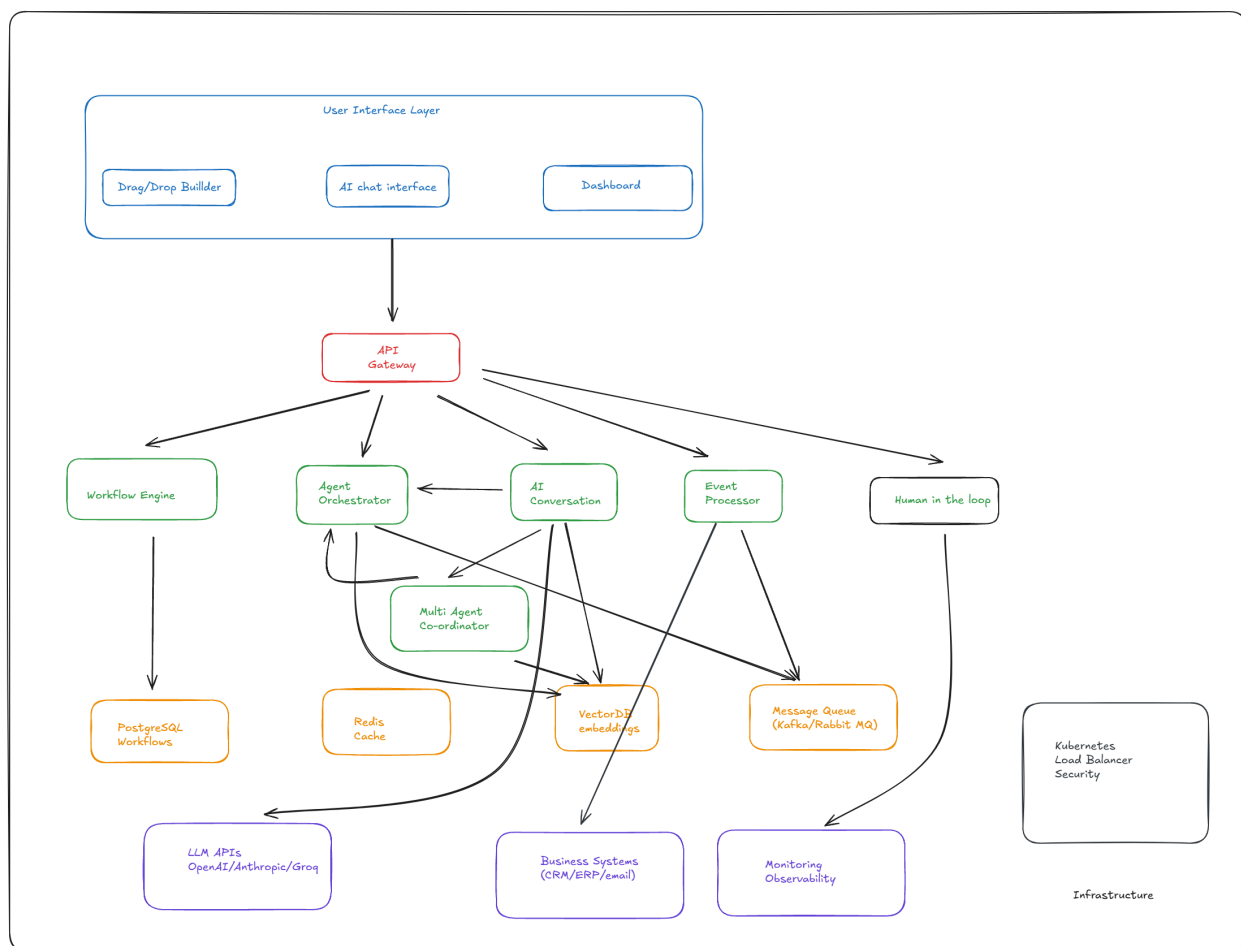 User Interface Layer
Drag/Drop Buillder
AI chat interface
Dashboard
API
Gateway
Workflow Engine
Agent
Orchestrator
AI
Conversation
Event
Processor
Human in the loop
Multi Agent
Co-ordinator
PostgreSQL
Workflows
Redis
Cache
VectorDB
embeddings
Message Queue
(Kafka/Rabbit MQ)
Kubernetes
Load Balancer
Security
LLM APIs
OpenAI/Anthropic/Groq
Business Systems
(CRM/ERP/email)
Monitoring
Observability
Infrastructure